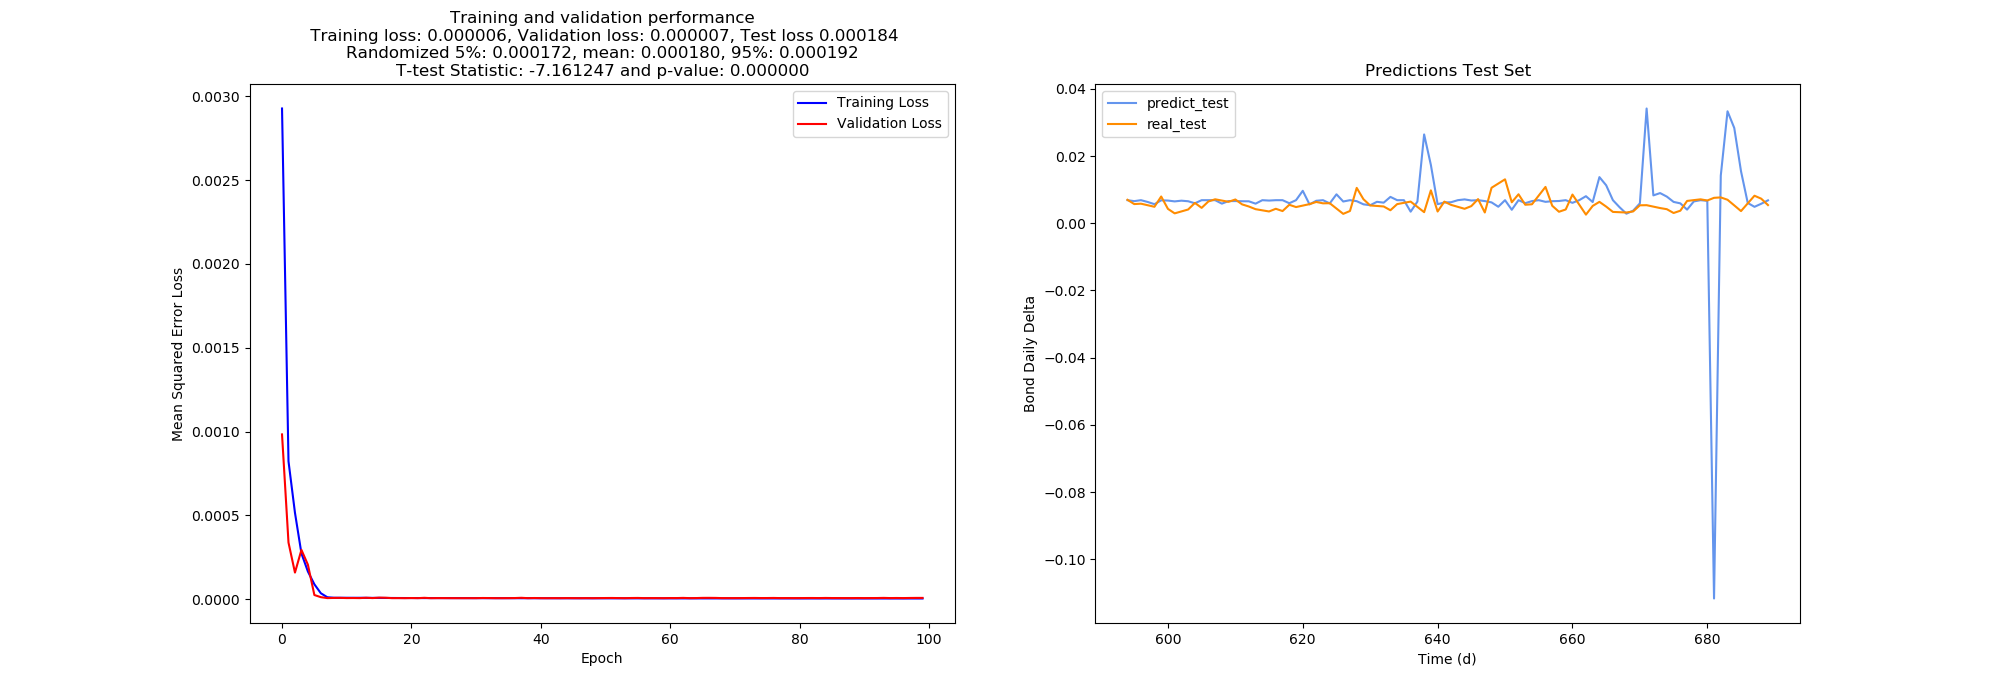 Training and validation performance
Training loss: 0.000006, Validation loss: 0.000007, Test loss 0.000184
Randomized 5%: 0.000172, mean: 0.000180, 95%: 0.000192
T-test Statistic: -7.161247 and p-value: 0.000000
Training Loss
Validation Loss
0.0030
0.0025
0.0020
0.0015
0.0010
0.0005
0.0000
Mean Squared Error Loss
0 20 40 60 80 100
Epoch
Predictions Test Set
predict_test
real_test
0.04
0.02
0.00
−0.02
−0.04
−0.06
−0.08
−0.10
Bond Daily Delta
600 620 640 660 680
Time (d)